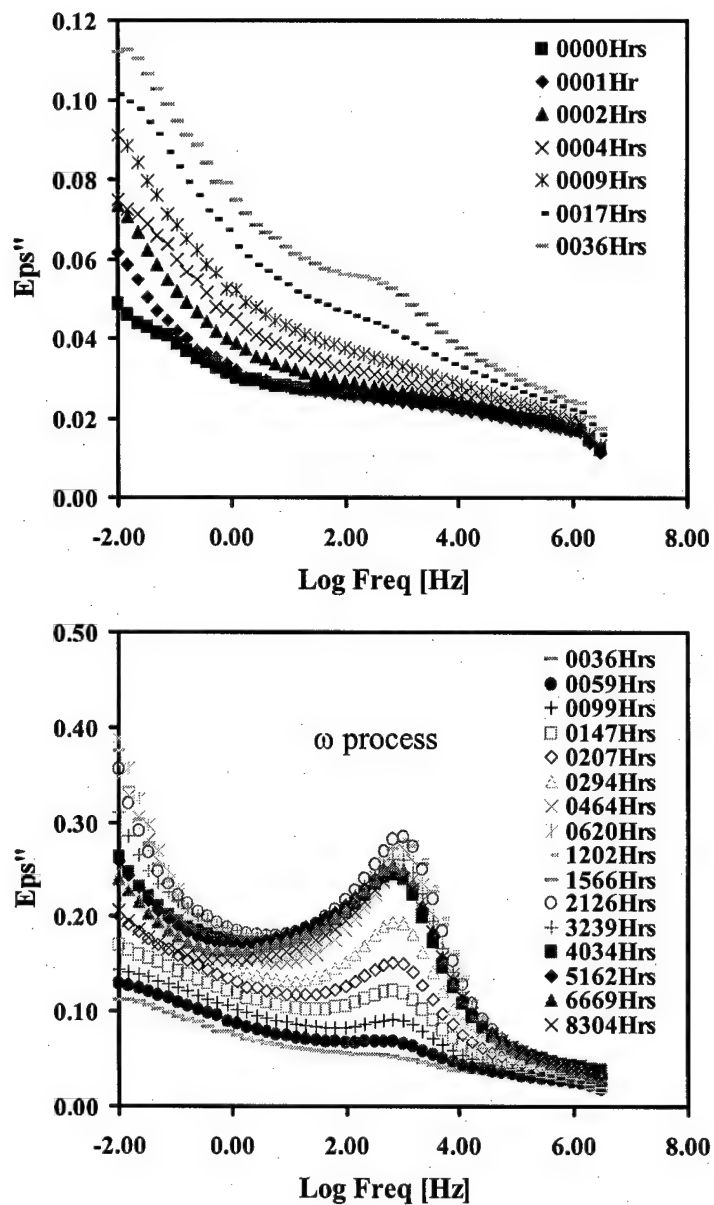 0.12
0.10
0.08
0.06
0.04
0.02
0.00
Eps"
0000Hrs
0001Hr
0002Hrs
0004Hrs
0009Hrs
0017Hrs
0036Hrs
-2.00 0.00 2.00 4.00 6.00 8.00
Log Freq [Hz]
0.50
0.40
0.30
0.20
0.10
0.00
Eps"
ω process
0036Hrs
0059Hrs
0099Hrs
0147Hrs
0207Hrs
0294Hrs
0464Hrs
0620Hrs
1202Hrs
1566Hrs
2126Hrs
3239Hrs
4034Hrs
5162Hrs
6669Hrs
8304Hrs
-2.00 0.00 2.00 4.00 6.00 8.00
Log Freq [Hz]